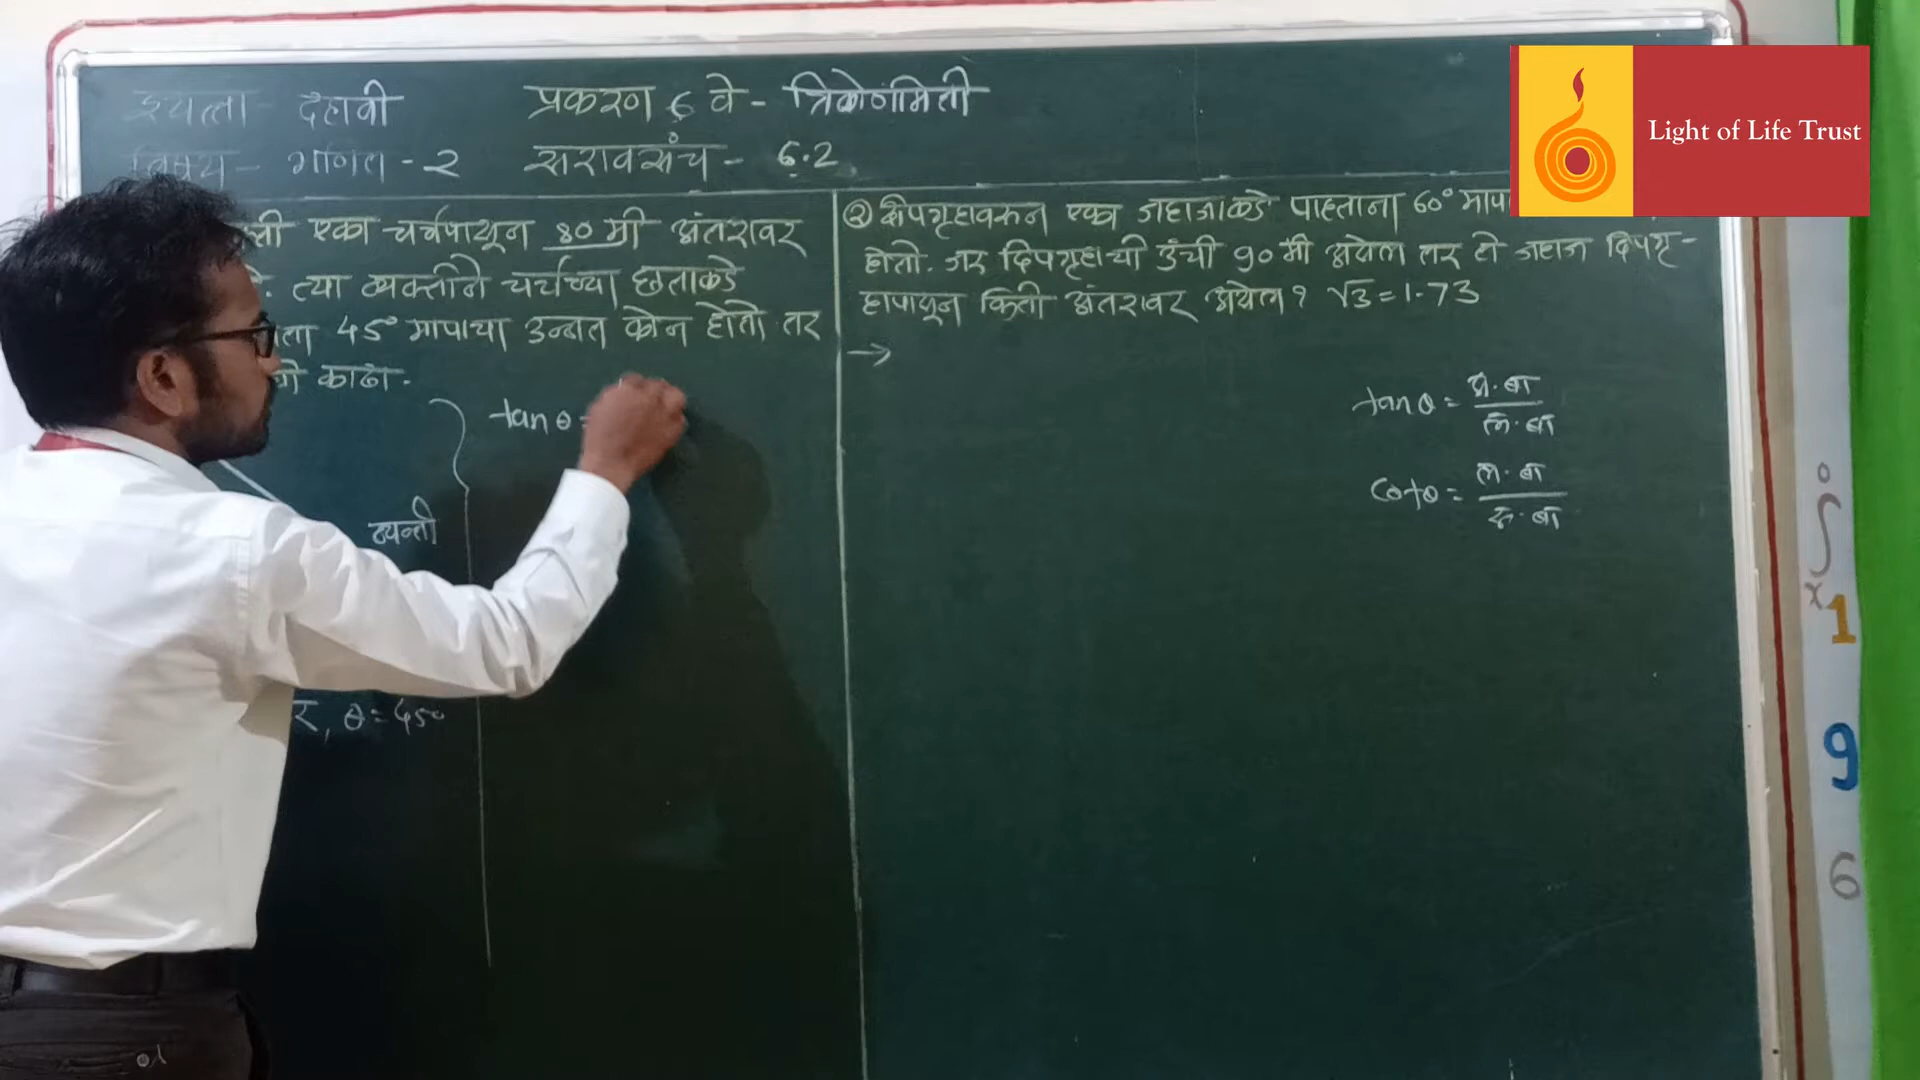 इयत्ता - दहावी प्रकरण 6 वे - त्रिकोणमिती
विषय - गणित - 2 सरावसंच - 6.2
Light of Life Trust
एका चर्चपासून 80 मी अंतरावर
त्या व्यक्तीने चर्चच्या छताकडे
45° मापाचा उन्नत कोन होतो तर
काढा.
tan θ =
व्यक्ती
θ = 45°
② दीपगृहावरून एका जहाजाकडे पाहताना 60°
होतो. जर दिपगृहाची उंची 90 मी असेल तर ते जहाज दिपगृ-
हापासून किती अंतरावर असेल? √3 = 1.73
→
tan θ = स. बा / ल. बा
cot θ = ल. बा / स. बा
1
9
6